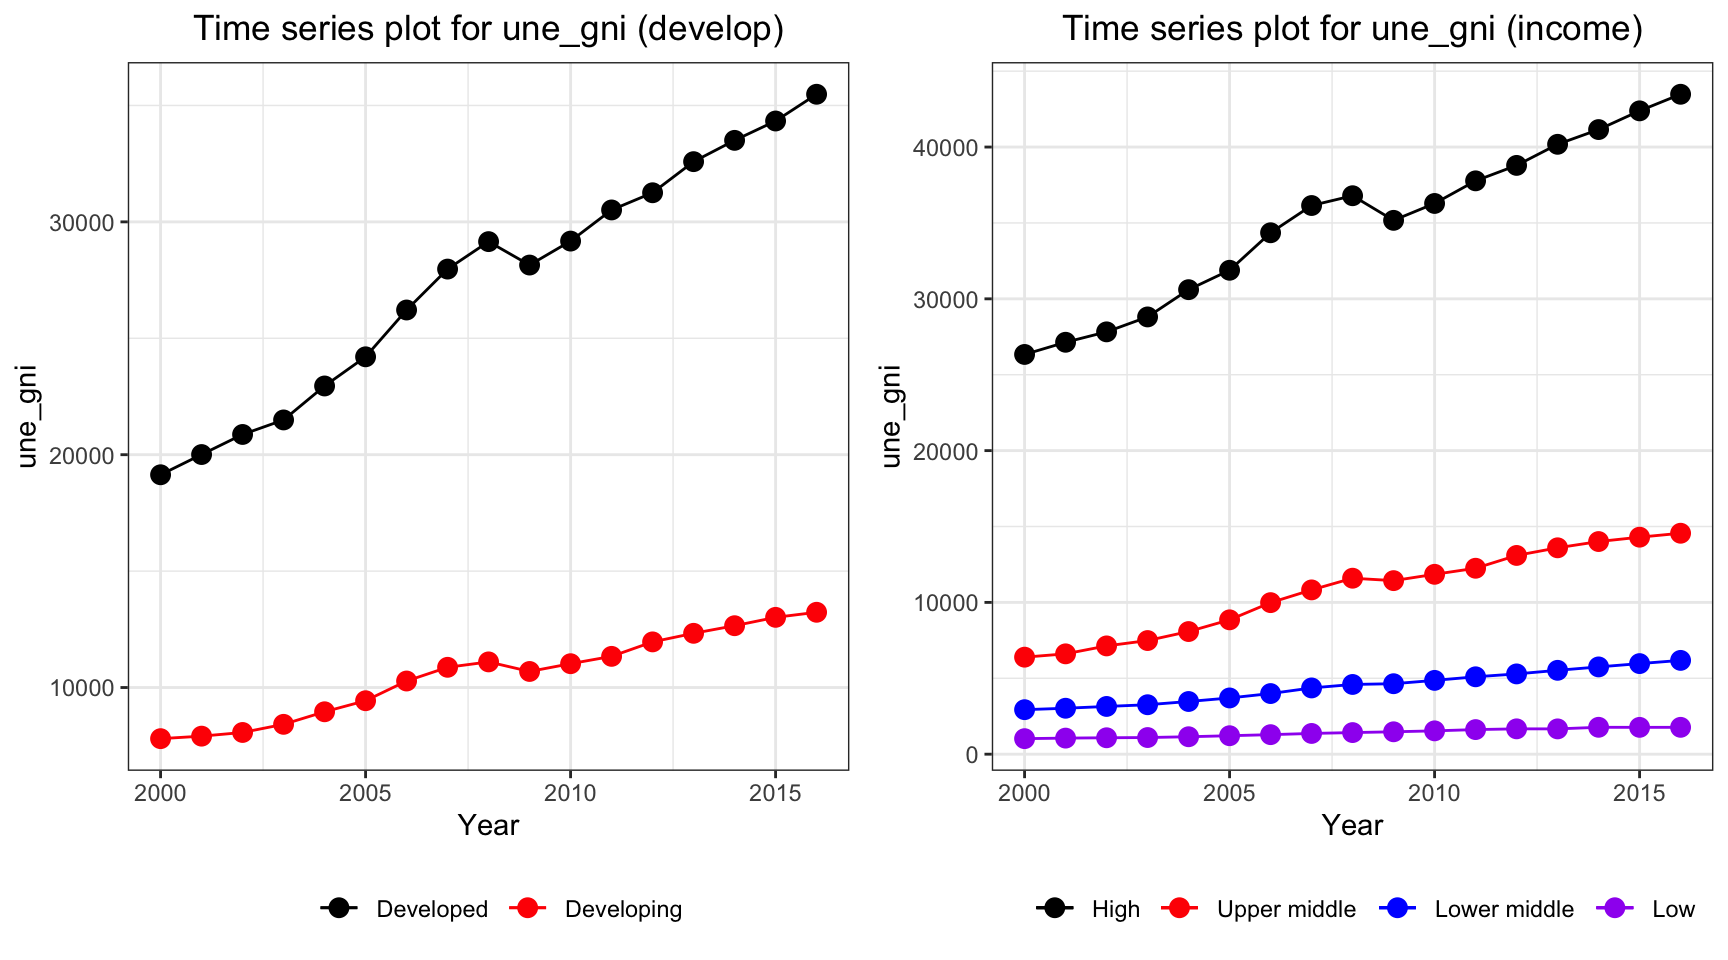 Time series plot for une_gni (develop)
une_gni
30000
20000
10000
2000 2005 2010 2015
Year
Developed Developing
Time series plot for une_gni (income)
une_gni
40000
30000
20000
10000
0
2000 2005 2010 2015
Year
High Upper middle Lower middle Low